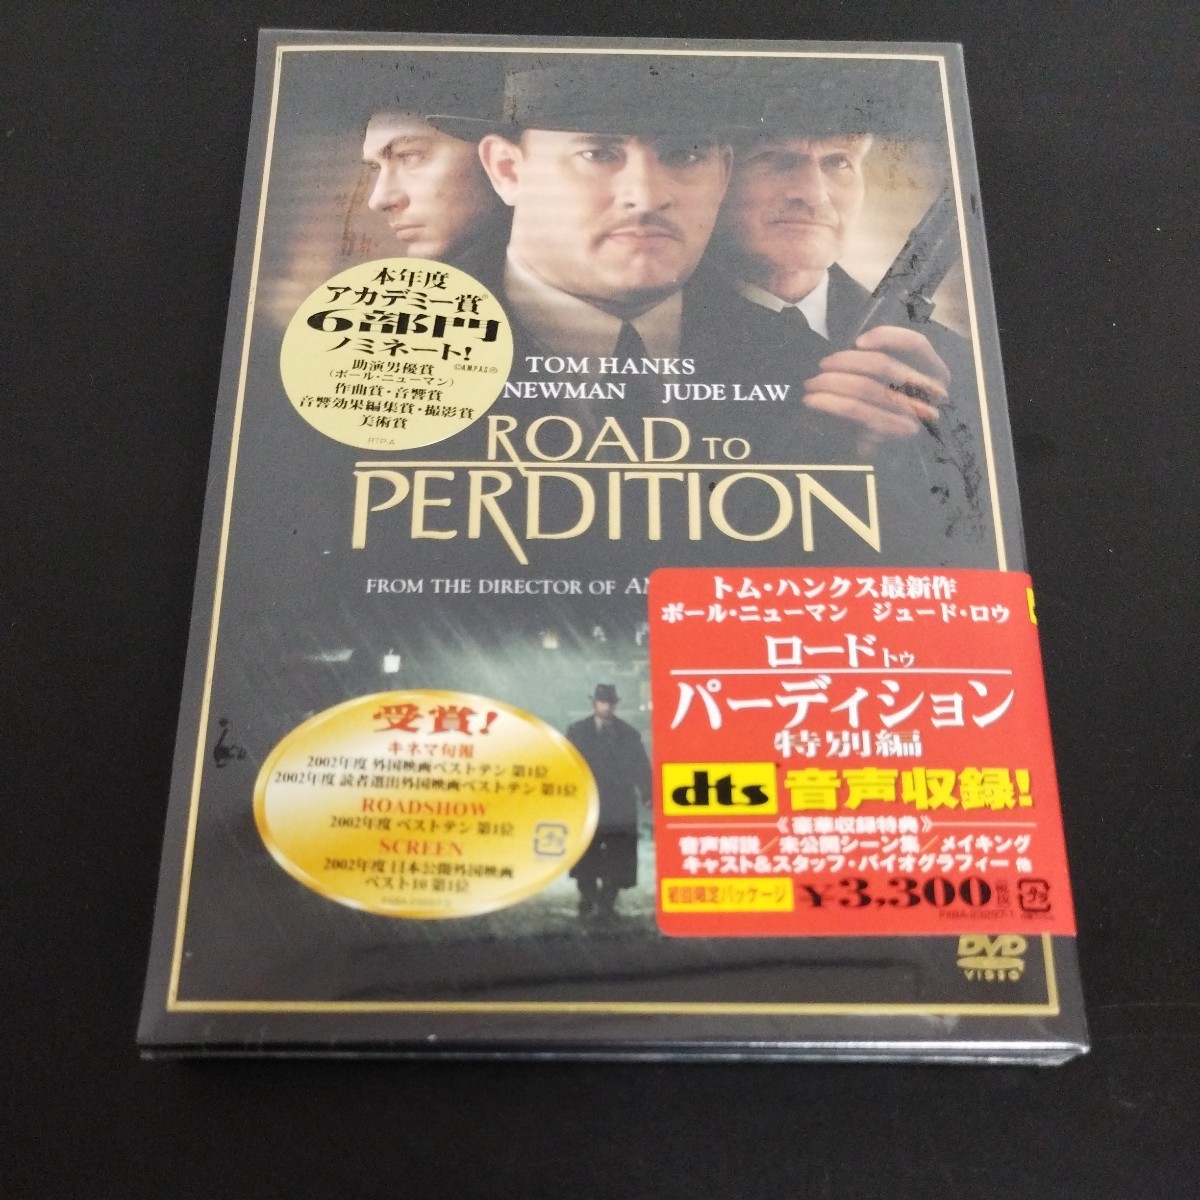 本年度
アカデミー賞®
6部門
ノミネート!
助演男優賞 ©A.M.P.A.S.®
(ポール・ニューマン)
作曲賞・音響賞
音響効果編集賞・撮影賞
美術賞
RTP-A
TOM HANKS
NEWMAN JUDE LAW
ROAD TO
PERDITION
FROM THE DIRECTOR OF AM
トム・ハンクス最新作
ポール・ニューマン ジュード・ロウ
ロード トゥ
パーディション
特別編
dts 音声収録!
《豪華収録特典》
音声解説/未公開シーン集/メイキング
キャスト&スタッフ・バイオグラフィー 他
初回限定パッケージ ¥3,300(税抜)
FXBA-23297-1
受賞!
キネマ旬報
2002年度 外国映画ベストテン 第1位
2002年度 読者選出外国映画ベストテン 第1位
ROADSHOW
2002年度 ベストテン 第1位
SCREEN
2002年度 日本公開外国映画
ベスト10 第1位
プラ
プラ
DVD
VIDEO